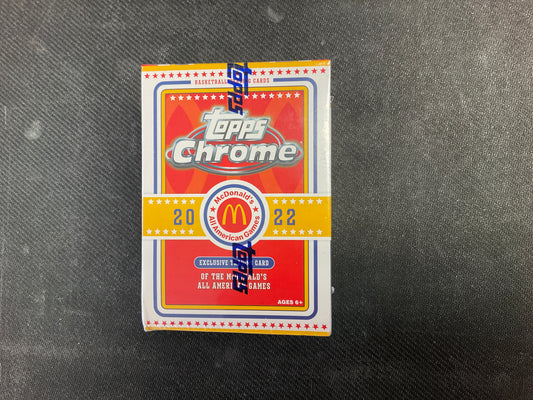 topps
BASKETBALL CARDS
topps
Chrome
McDonald's
20 22
All American Games
EXCLUSIVE CARD
OF THE McDONALD'S
ALL AMERICAN GAMES
topps
AGES 6+